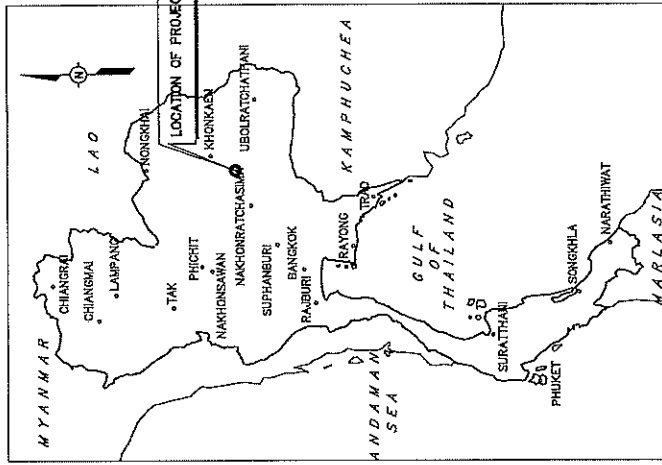 MYANMAR
LAO
CHIANGRAI
CHIANGMAI
LAMPANG
NONGKHAI
LOCATION OF PROJEC
N
TAK
PHICHIT
KHONKAEN
NAKHONSAWAN
NAKHONRATCHASIMA
UBOLRATCHATHANI
SUPHANBURI
BANGKOK
RAJBURI
RAYONG
TRAD
KAMPHUCHEA
ANDAMAN
SEA
GULF
OF
THAILAND
SURATTHANI
PHUKET
SONGKHLA
NARATHIWAT
MARLASIA